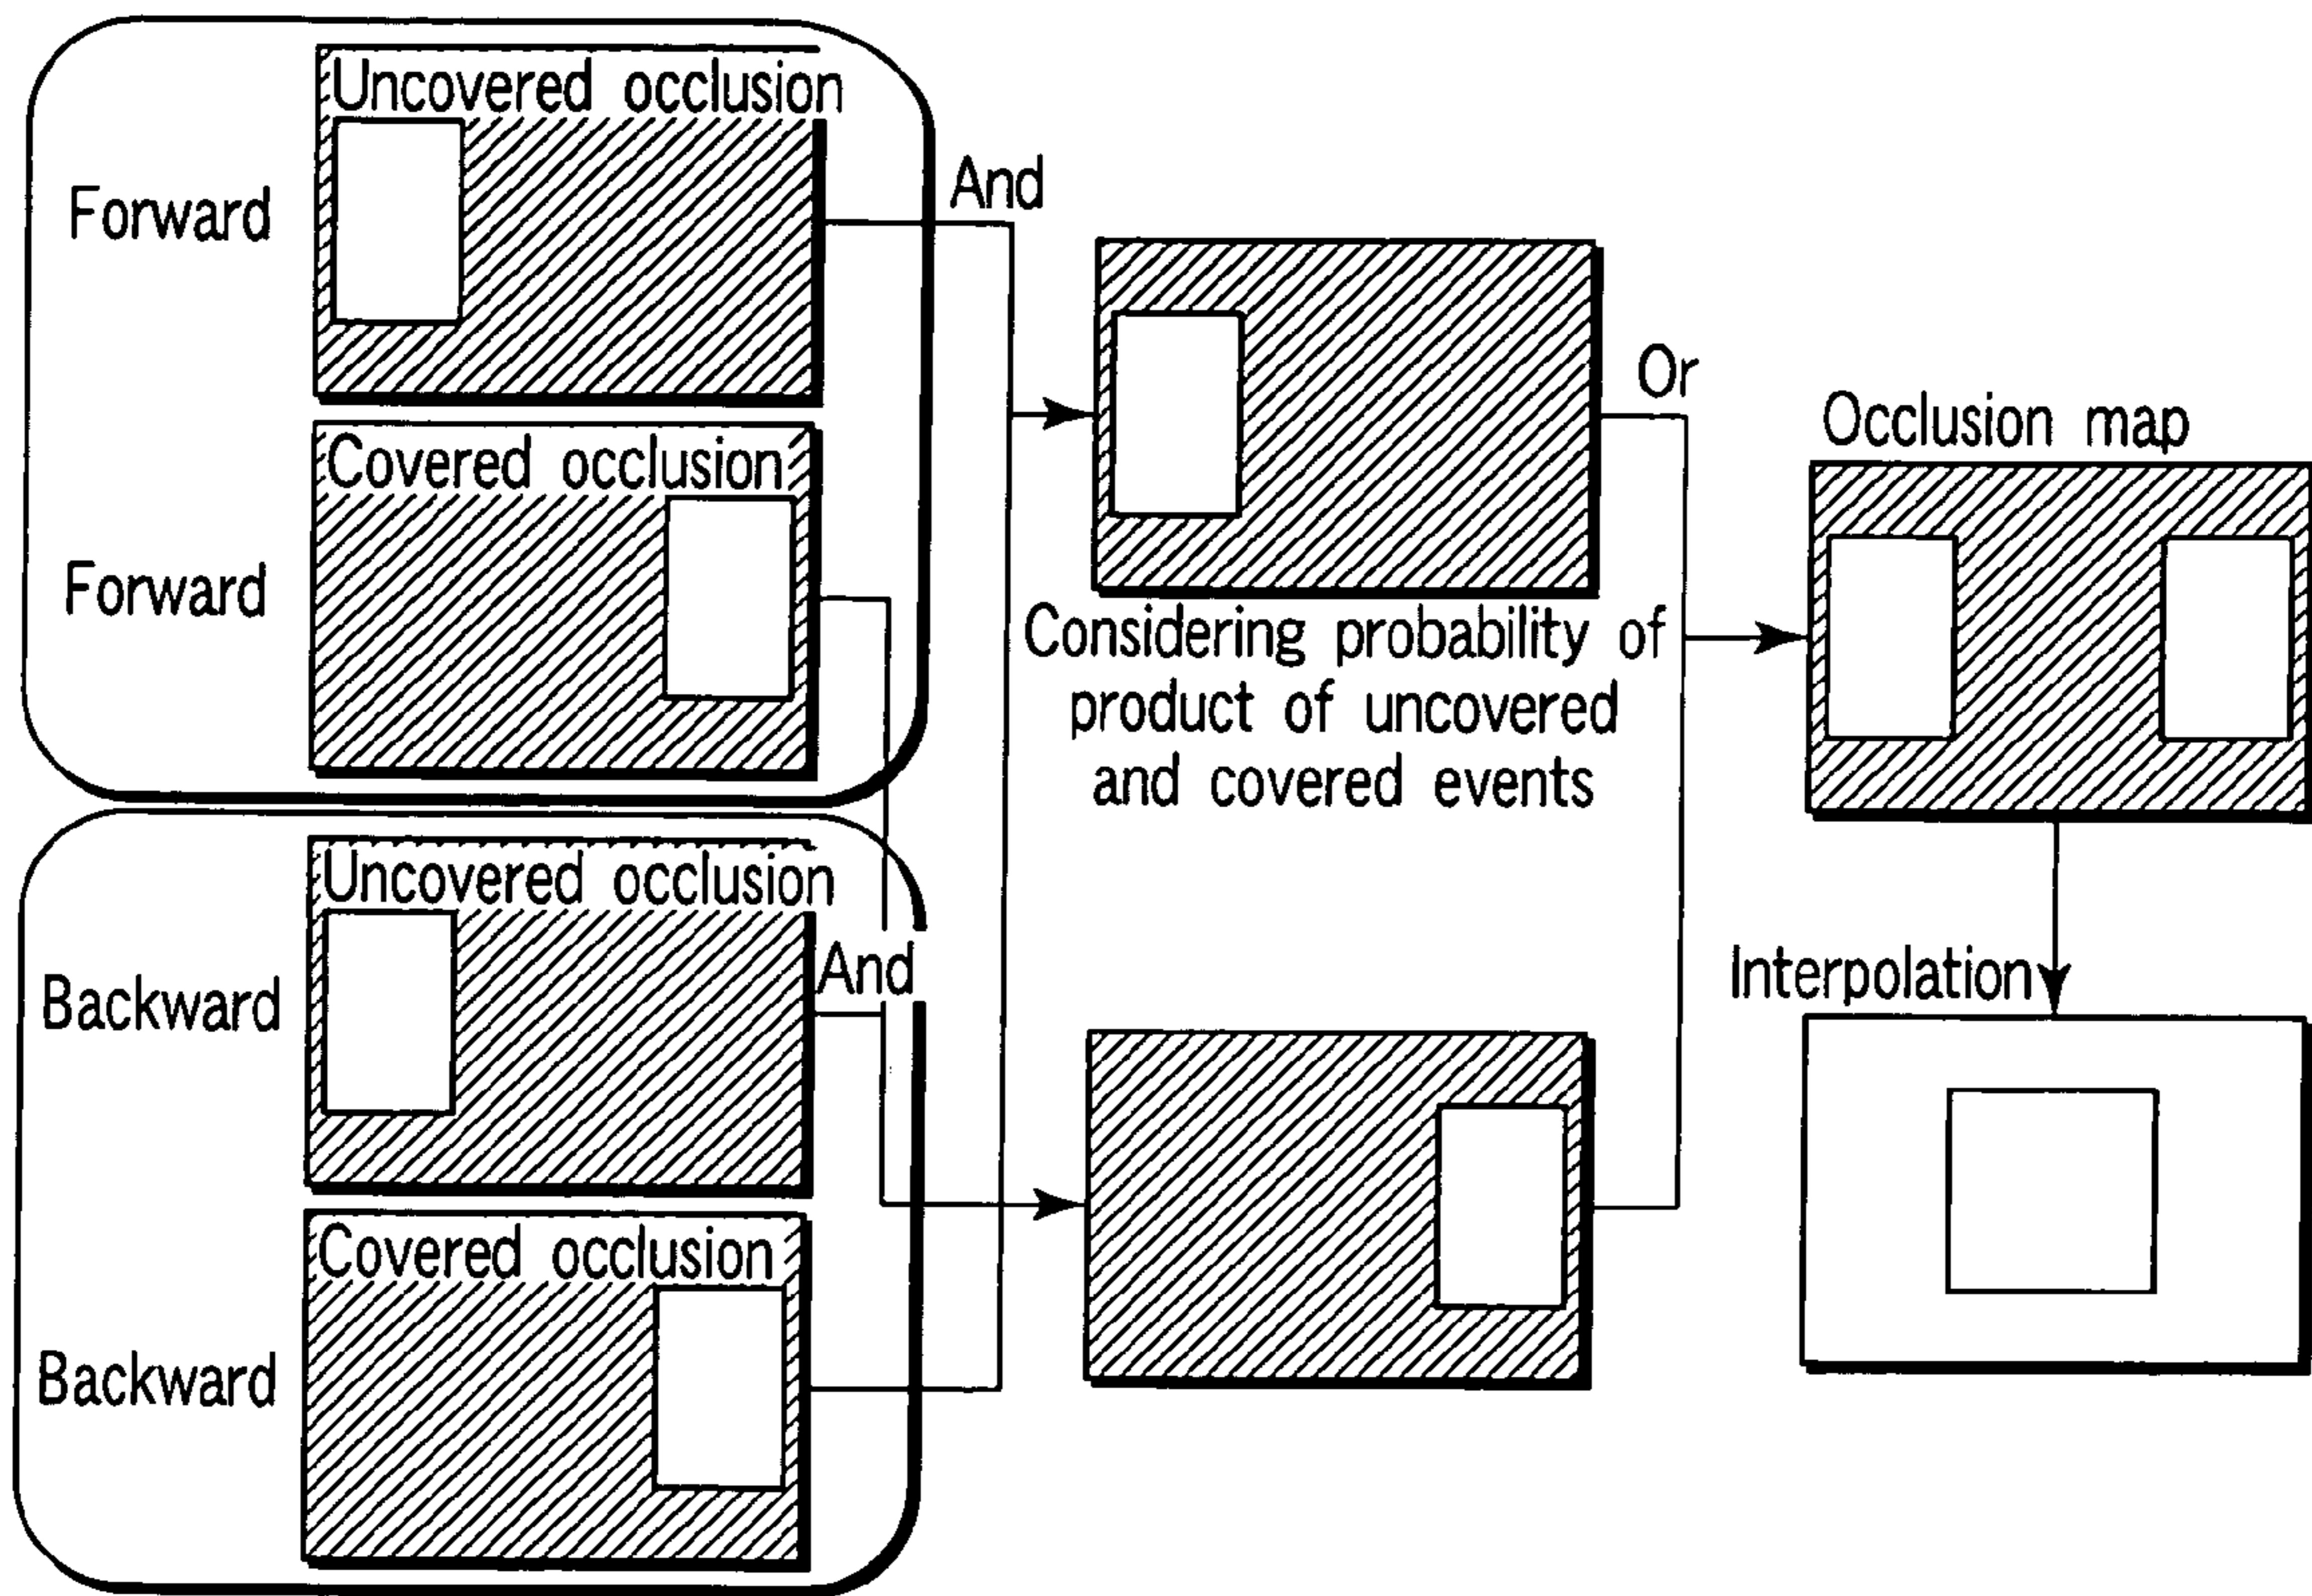 Uncovered occlusion
Forward
And
Covered occlusion
Forward
Or
Occlusion map
Considering probability of
product of uncovered
and covered events
Uncovered occlusion
Backward
And
Interpolation
Covered occlusion
Backward